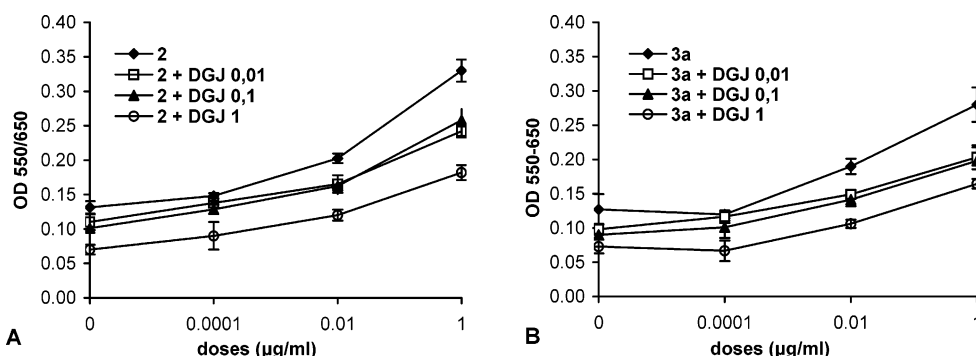 0.40
0.35
0.30
0.25
0.20
0.15
0.10
0.05
0.00
OD 550/650
2
2 + DGJ 0,01
2 + DGJ 0,1
2 + DGJ 1
0 0.0001 0.01 1
doses (µg/ml)
A
0.40
0.35
0.30
0.25
0.20
0.15
0.10
0.05
0.00
OD 550-650
3a
3a + DGJ 0,01
3a + DGJ 0,1
3a + DGJ 1
0 0.0001 0.01 1
doses (µg/ml)
B